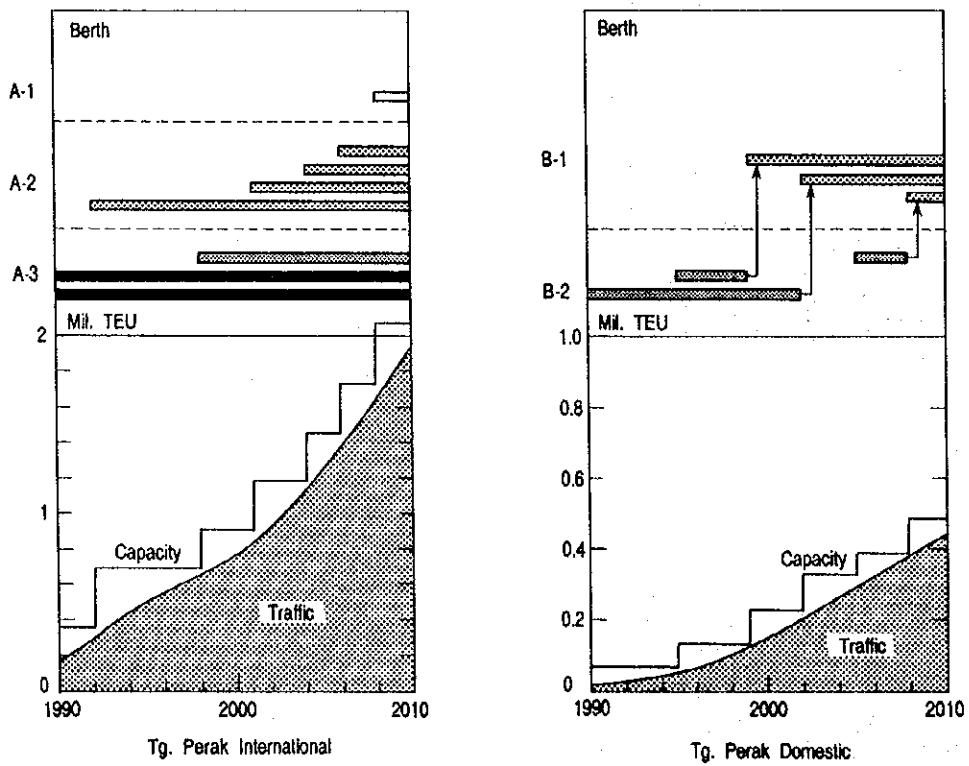 Berth
A-1
A-2
A-3
Mil. TEU
2
1
0
Capacity
Traffic
1990
2000
2010
Tg. Perak International
Berth
B-1
B-2
Mil. TEU
1.0
0.8
0.6
0.4
0.2
0
Capacity
Traffic
1990
2000
2010
Tg. Perak Domestic